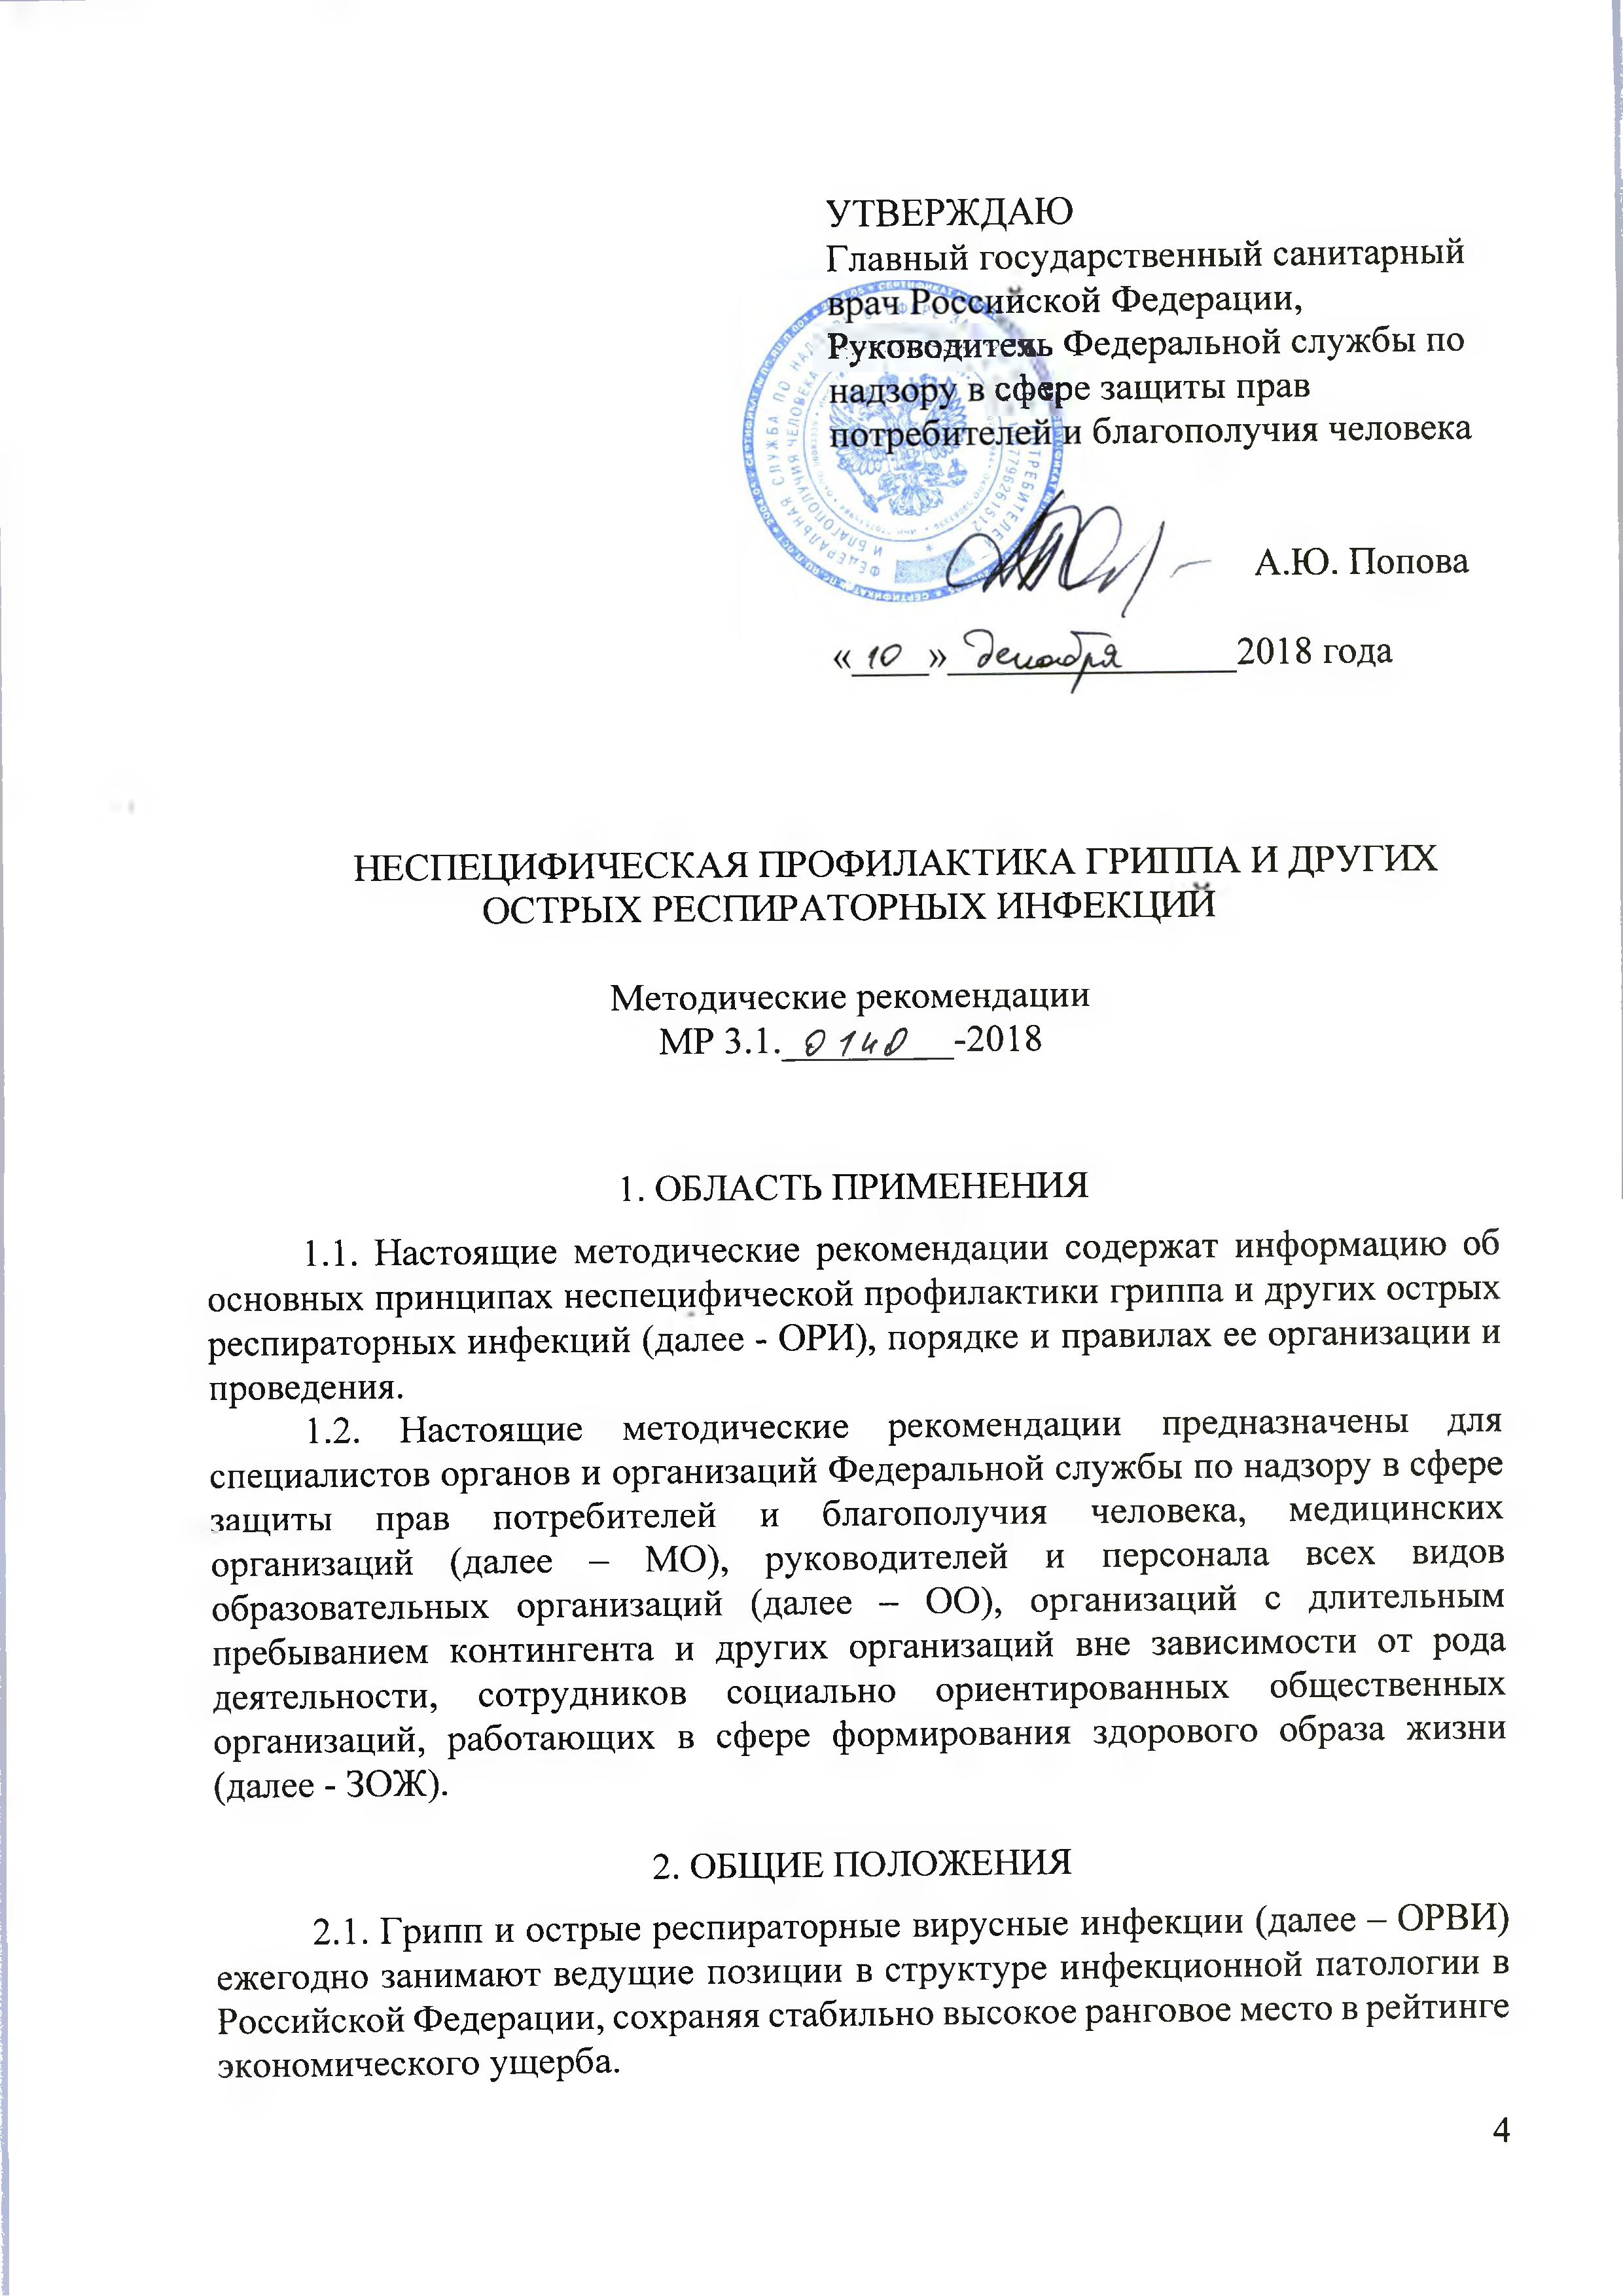 УТВЕРЖДАЮ
Главный государственный санитарный
врач Российской Федерации,
Руководитель Федеральной службы по
надзору в сфере защиты прав
потребителей и благополучия человека
А.Ю. Попова
« 10 » декабря 2018 года
НЕСПЕЦИФИЧЕСКАЯ ПРОФИЛАКТИКА ГРИППА И ДРУГИХ
ОСТРЫХ РЕСПИРАТОРНЫХ ИНФЕКЦИЙ
Методические рекомендации
МР 3.1. 0140 -2018
1. ОБЛАСТЬ ПРИМЕНЕНИЯ
1.1. Настоящие методические рекомендации содержат информацию об
основных принципах неспецифической профилактики гриппа и других острых
респираторных инфекций (далее - ОРИ), порядке и правилах ее организации и
проведения.
1.2. Настоящие методические рекомендации предназначены для
специалистов органов и организаций Федеральной службы по надзору в сфере
защиты прав потребителей и благополучия человека, медицинских
организаций (далее – МО), руководителей и персонала всех видов
образовательных организаций (далее – ОО), организаций с длительным
пребыванием контингента и других организаций вне зависимости от рода
деятельности, сотрудников социально ориентированных общественных
организаций, работающих в сфере формирования здорового образа жизни
(далее - ЗОЖ).
2. ОБЩИЕ ПОЛОЖЕНИЯ
2.1. Грипп и острые респираторные вирусные инфекции (далее – ОРВИ)
ежегодно занимают ведущие позиции в структуре инфекционной патологии в
Российской Федерации, сохраняя стабильно высокое ранговое место в рейтинге
экономического ущерба.
4